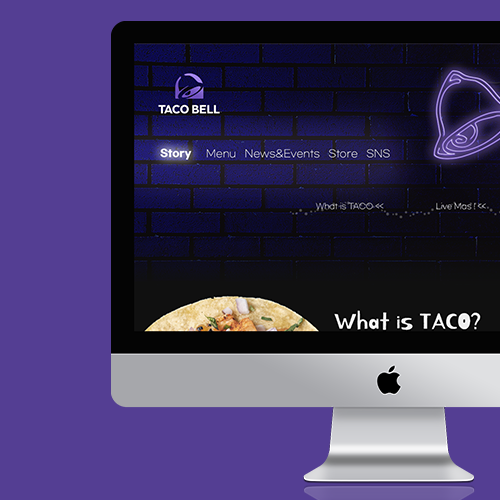 TACO BELL
Story Menu News&Events Store SNS
What is TACO <<
Live Mas ! <<
What is TACO?